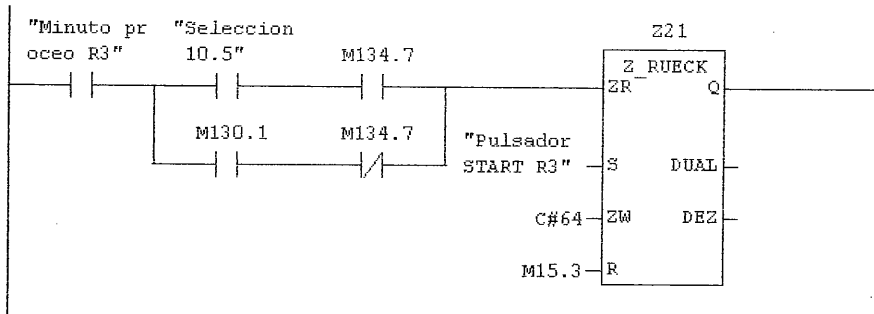 "Minuto pr
oceo R3"
"Seleccion
10.5"
M134.7
M130.1
M134.7
Z21
Z_RUECK
ZR
Q
"Pulsador
START R3"
S
DUAL
C#64
ZW
DEZ
M15.3
R